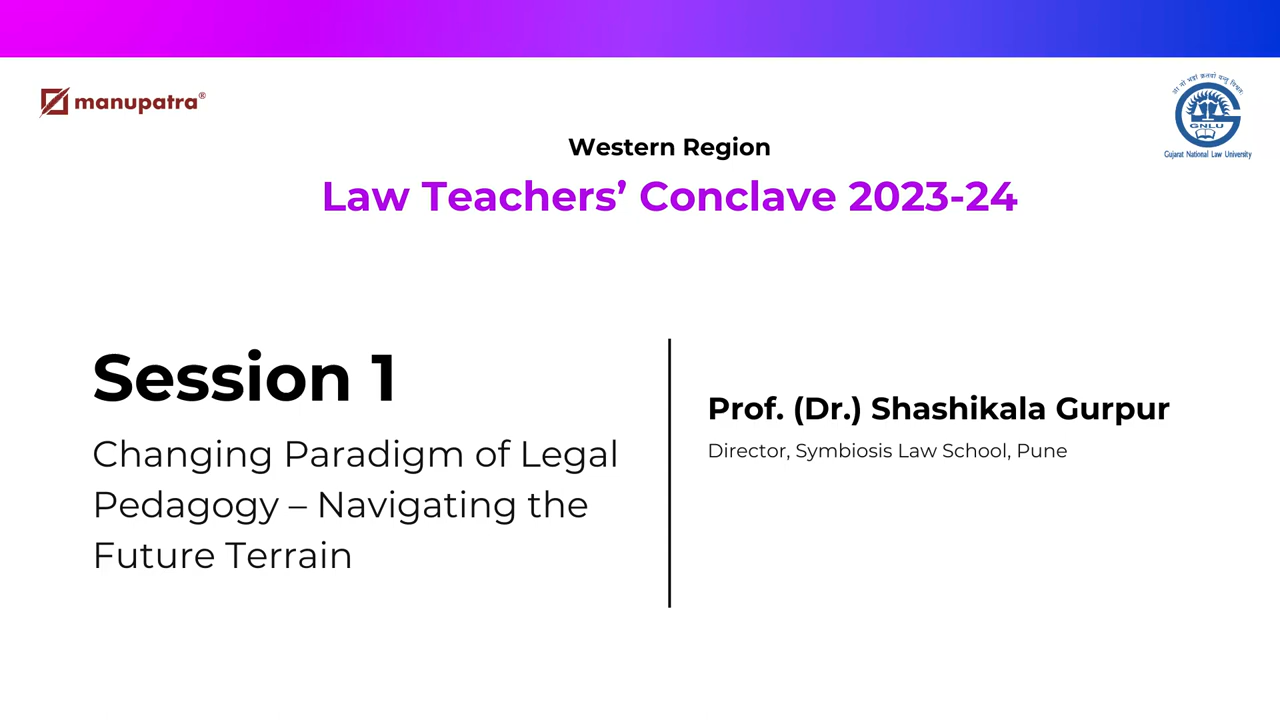 manupatra®
Western Region
Law Teachers’ Conclave 2023-24
GNLU
Gujarat National Law University
Session 1
Changing Paradigm of Legal
Pedagogy – Navigating the
Future Terrain
Prof. (Dr.) Shashikala Gurpur
Director, Symbiosis Law School, Pune